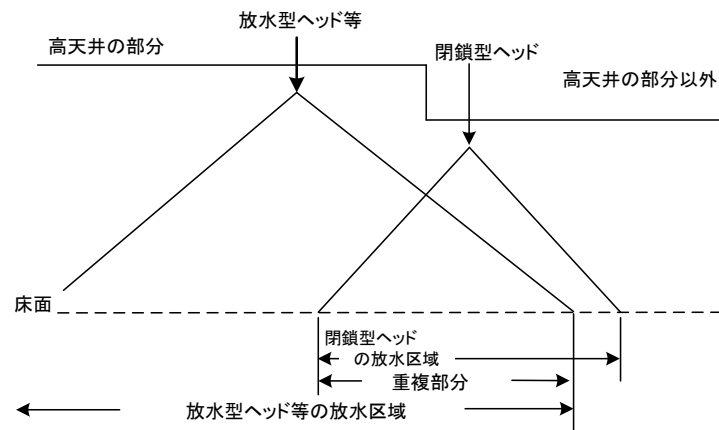 放水型ヘッド等
高天井の部分
閉鎖型ヘッド
高天井の部分以外
床面
閉鎖型ヘッド
の放水区域
重複部分
放水型ヘッド等の放水区域